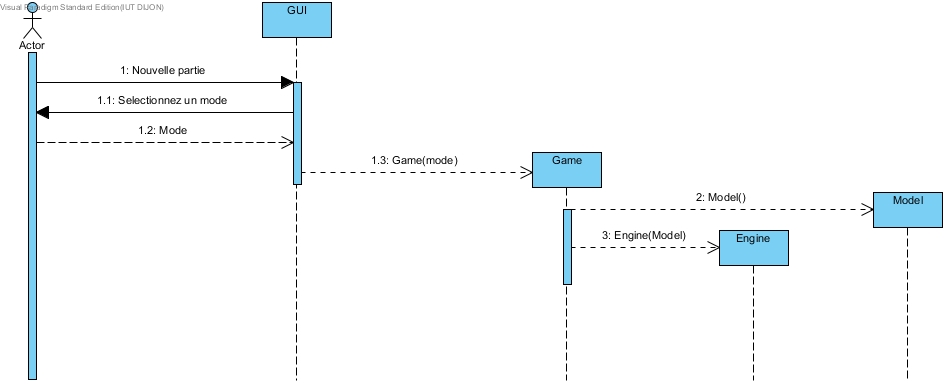 Visual Paradigm Standard Edition(IUT DIJON)
GUI
Actor
1: Nouvelle partie
1.1: Selectionnez un mode
1.2: Mode
1.3: Game(mode)
Game
2: Model()
Model
3: Engine(Model)
Engine